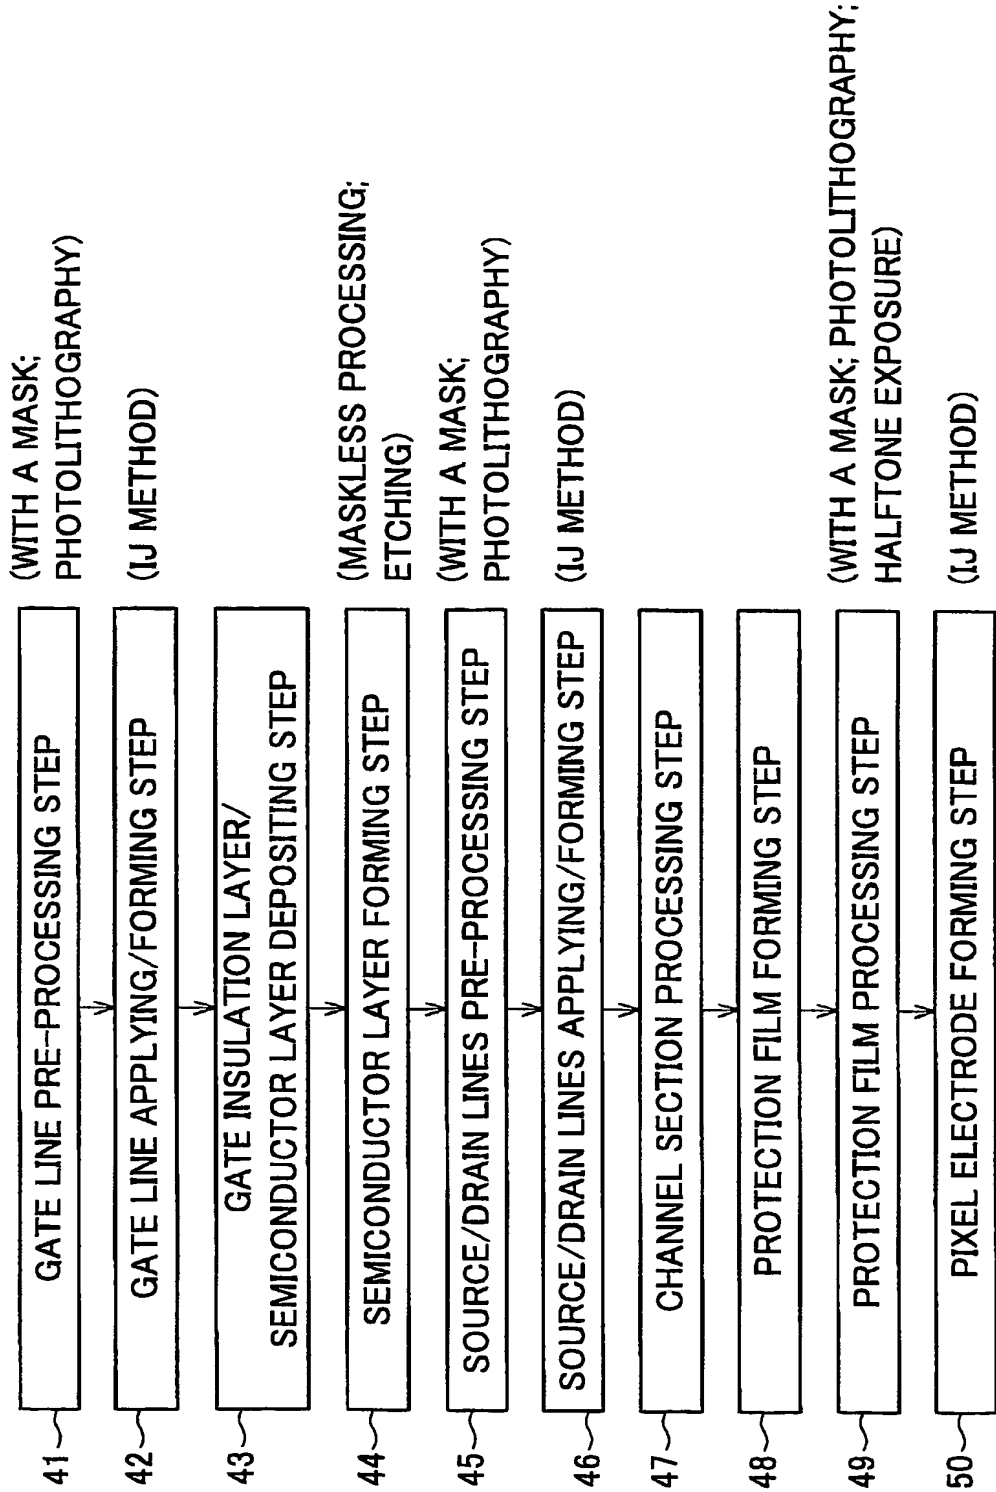 41
GATE LINE PRE-PROCESSING STEP
(WITH A MASK;
PHOTOLITHOGRAPHY)
42
GATE LINE APPLYING/FORMING STEP
(IJ METHOD)
43
GATE INSULATION LAYER/
SEMICONDUCTOR LAYER DEPOSITING STEP
44
SEMICONDUCTOR LAYER FORMING STEP
(MASKLESS PROCESSING;
ETCHING)
45
SOURCE/DRAIN LINES PRE-PROCESSING STEP
(WITH A MASK;
PHOTOLITHOGRAPHY)
46
SOURCE/DRAIN LINES APPLYING/FORMING STEP
(IJ METHOD)
47
CHANNEL SECTION PROCESSING STEP
48
PROTECTION FILM FORMING STEP
49
PROTECTION FILM PROCESSING STEP
(WITH A MASK; PHOTOLITHOGRAPHY;
HALFTONE EXPOSURE)
50
PIXEL ELECTRODE FORMING STEP
(IJ METHOD)